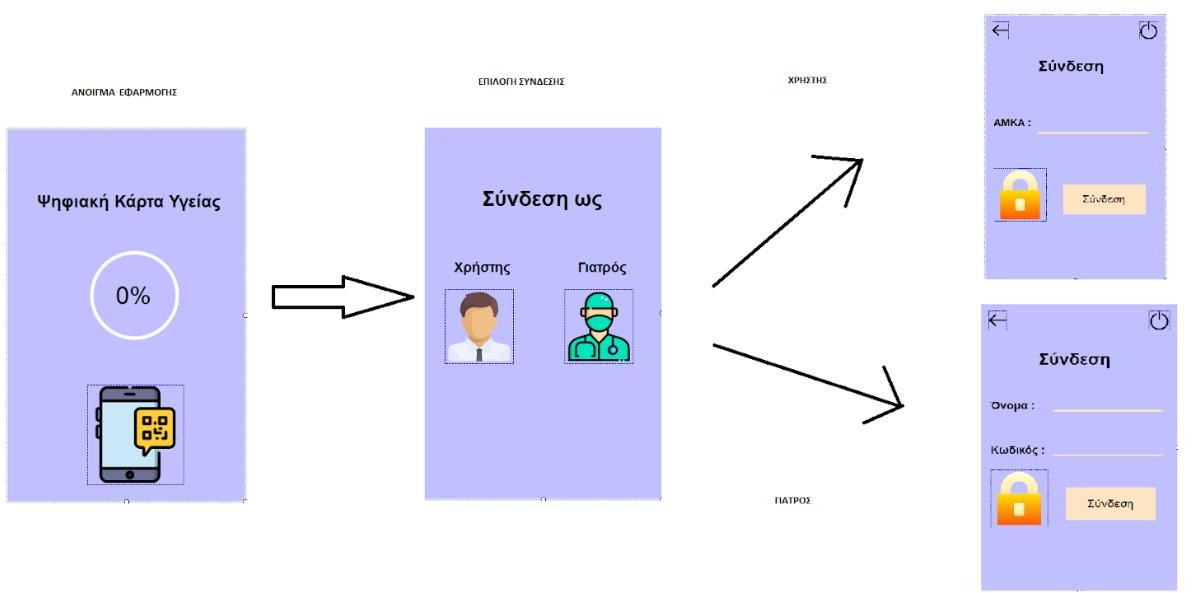 ΑΝΟΙΓΜΑ ΕΦΑΡΜΟΓΗΣ
Ψηφιακή Κάρτα Υγείας
0%
ΕΠΙΛΟΓΗ ΣΥΝΔΕΣΗΣ
Σύνδεση ως
Χρήστης Γιατρός
ΧΡΗΣΤΗΣ
Σύνδεση
ΑΜΚΑ :
Σύνδεση
ΓΙΑΤΡΟΣ
Σύνδεση
Όνομα :
Κωδικός :
Σύνδεση